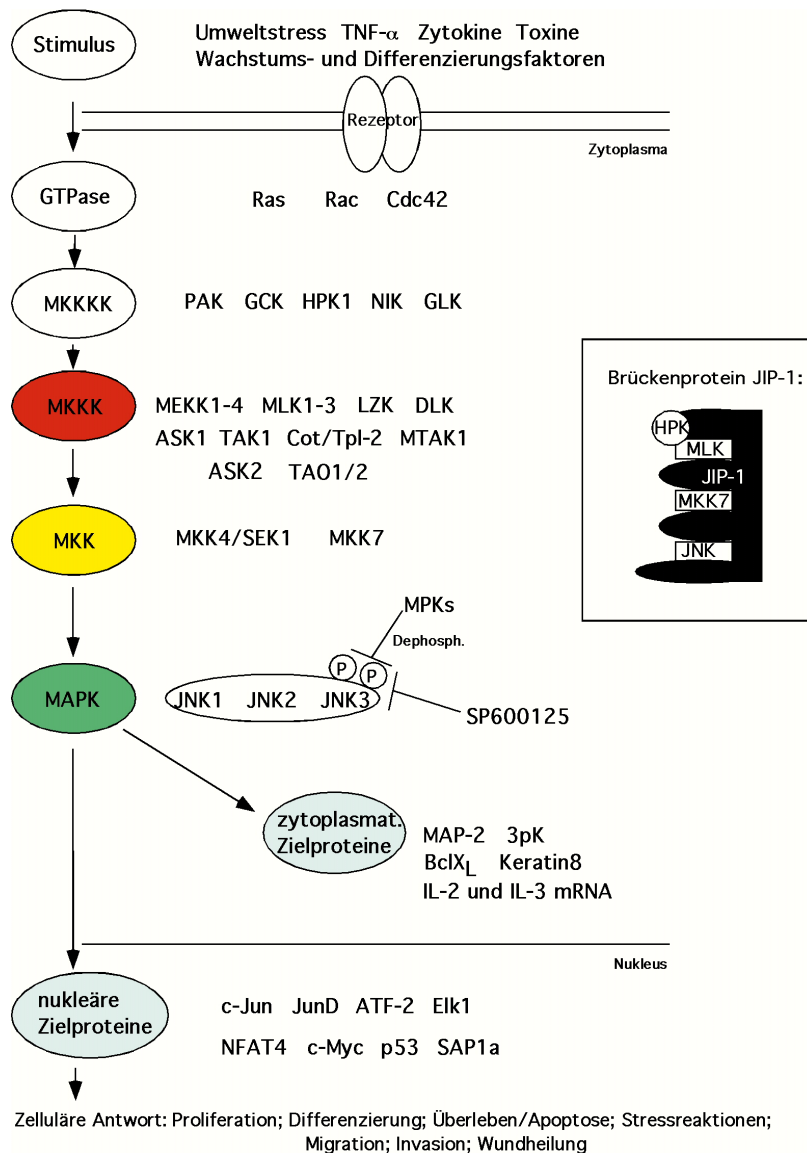 Stimulus
Umweltstress TNF-α Zytokine Toxine
Wachstums- und Differenzierungsfaktoren
Rezeptor
Zytoplasma
GTPase
Ras Rac Cdc42
MKKKK
PAK GCK HPK1 NIK GLK
MKKK
MEKK1-4 MLK1-3 LZK DLK
ASK1 TAK1 Cot/Tpl-2 MTAK1
ASK2 TAO1/2
MKK
MKK4/SEK1 MKK7
Brückenprotein JIP-1:
HPK
MLK
JIP-1
MKK7
JNK
MPKs
Dephosph.
P P
MAPK
JNK1 JNK2 JNK3
SP600125
zytoplasmat.
Zielproteine
MAP-2 3pK
BclXL Keratin8
IL-2 und IL-3 mRNA
Nukleus
nukleäre
Zielproteine
c-Jun JunD ATF-2 Elk1
NFAT4 c-Myc p53 SAP1a
Zelluläre Antwort: Proliferation; Differenzierung; Überleben/Apoptose; Stressreaktionen;
Migration; Invasion; Wundheilung